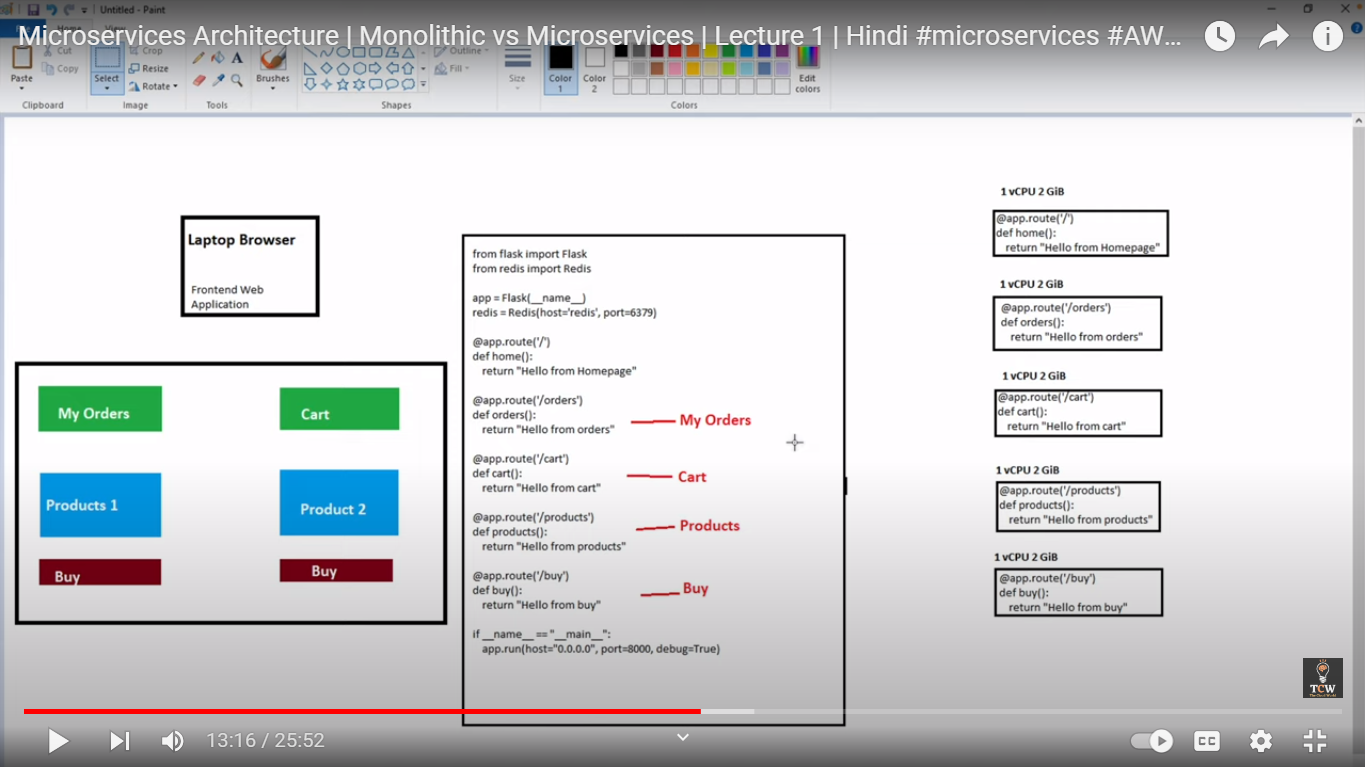 Untitled - Paint
Microservices Architecture | Monolithic vs Microservices | Lecture 1 | Hindi #microservices #AW…
Paste
Cut
Copy
Clipboard
Select
Crop
Resize
Rotate
Image
Tools
Brushes
Shapes
Outline
Fill
Size
Color 1
Color 2
Edit colors
Colors
Laptop Browser
Frontend Web
Application
My Orders
Cart
Products 1
Product 2
Buy
Buy
from flask import Flask
from redis import Redis
app = Flask(__name__)
redis = Redis(host='redis', port=6379)
@app.route('/')
def home():
return "Hello from Homepage"
@app.route('/orders')
def orders():
return "Hello from orders"
My Orders
@app.route('/cart')
def cart():
return "Hello from cart"
Cart
@app.route('/products')
def products():
return "Hello from products"
Products
@app.route('/buy')
def buy():
return "Hello from buy"
Buy
if __name__ == "__main__":
app.run(host="0.0.0.0", port=8000, debug=True)
1 vCPU 2 GiB
@app.route('/')
def home():
return "Hello from Homepage"
1 vCPU 2 GiB
@app.route('/orders')
def orders():
return "Hello from orders"
1 vCPU 2 GiB
@app.route('/cart')
def cart():
return "Hello from cart"
1 vCPU 2 GiB
@app.route('/products')
def products():
return "Hello from products"
1 vCPU 2 GiB
@app.route('/buy')
def buy():
return "Hello from buy"
TCW
13:16 / 25:52
CC